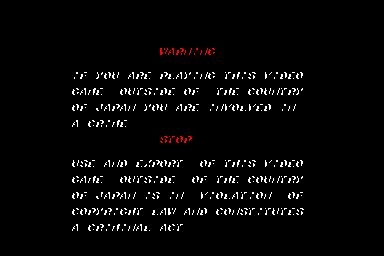 WARNING
IF YOU ARE PLAYING THIS VIDEO
GAME OUTSIDE OF THE COUNTRY
OF JAPAN YOU ARE INVOLVED IN
A CRIME
STOP
USE AND EXPORT OF THIS VIDEO
GAME OUTSIDE OF THE COUNTRY
OF JAPAN IS IN VIOLATION OF
COPYRIGHT LAW AND CONSTITUTES
A CRIMINAL ACT